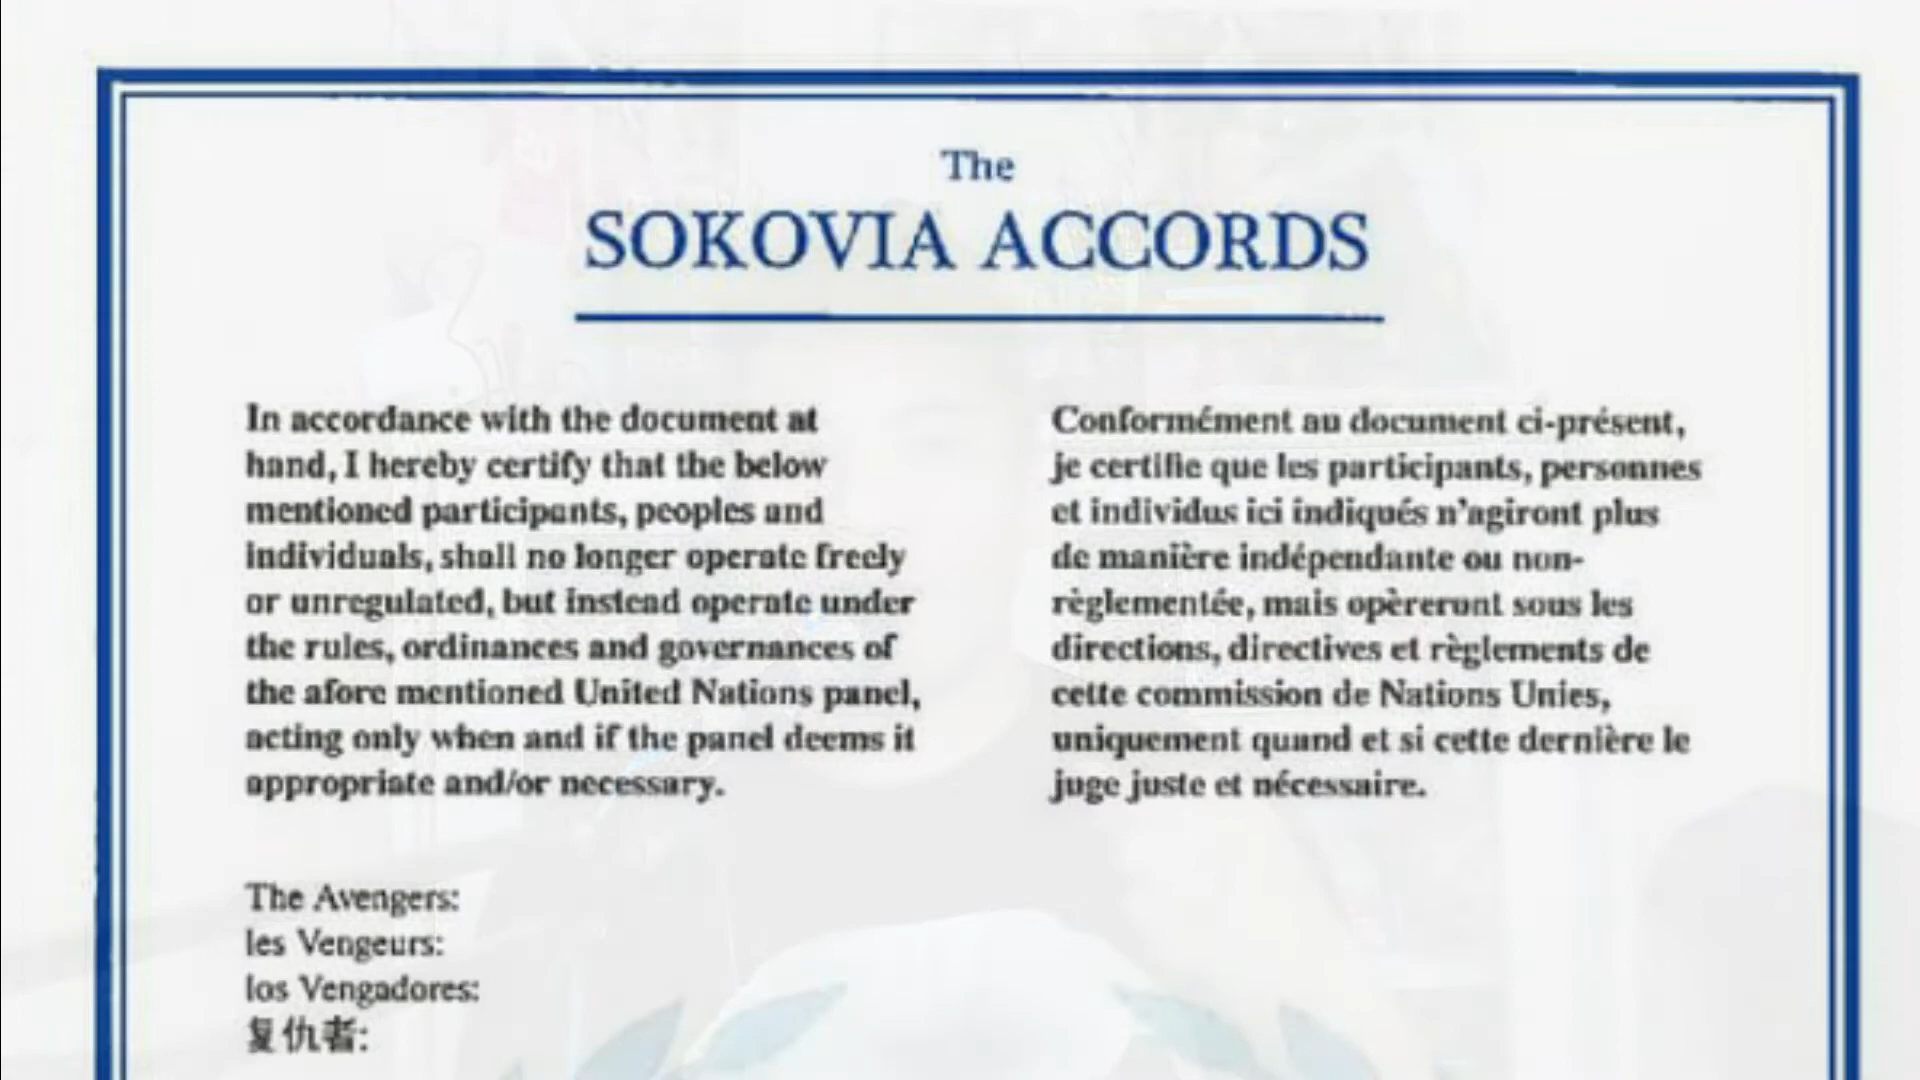 The
SOKOVIA ACCORDS
In accordance with the document at
hand, I hereby certify that the below
mentioned participants, peoples and
individuals, shall no longer operate freely
or unregulated, but instead operate under
the rules, ordinances and governances of
the afore mentioned United Nations panel,
acting only when and if the panel deems it
appropriate and/or necessary.
Conformément au document ci-présent,
je certifie que les participants, personnes
et individus ici indiqués n'agiront plus
de manière indépendante ou non-
règlementée, mais opèreront sous les
directions, directives et règlements de
cette commission de Nations Unies,
uniquement quand et si cette dernière le
juge juste et nécessaire.
The Avengers:
les Vengeurs:
los Vengadores:
复仇者: